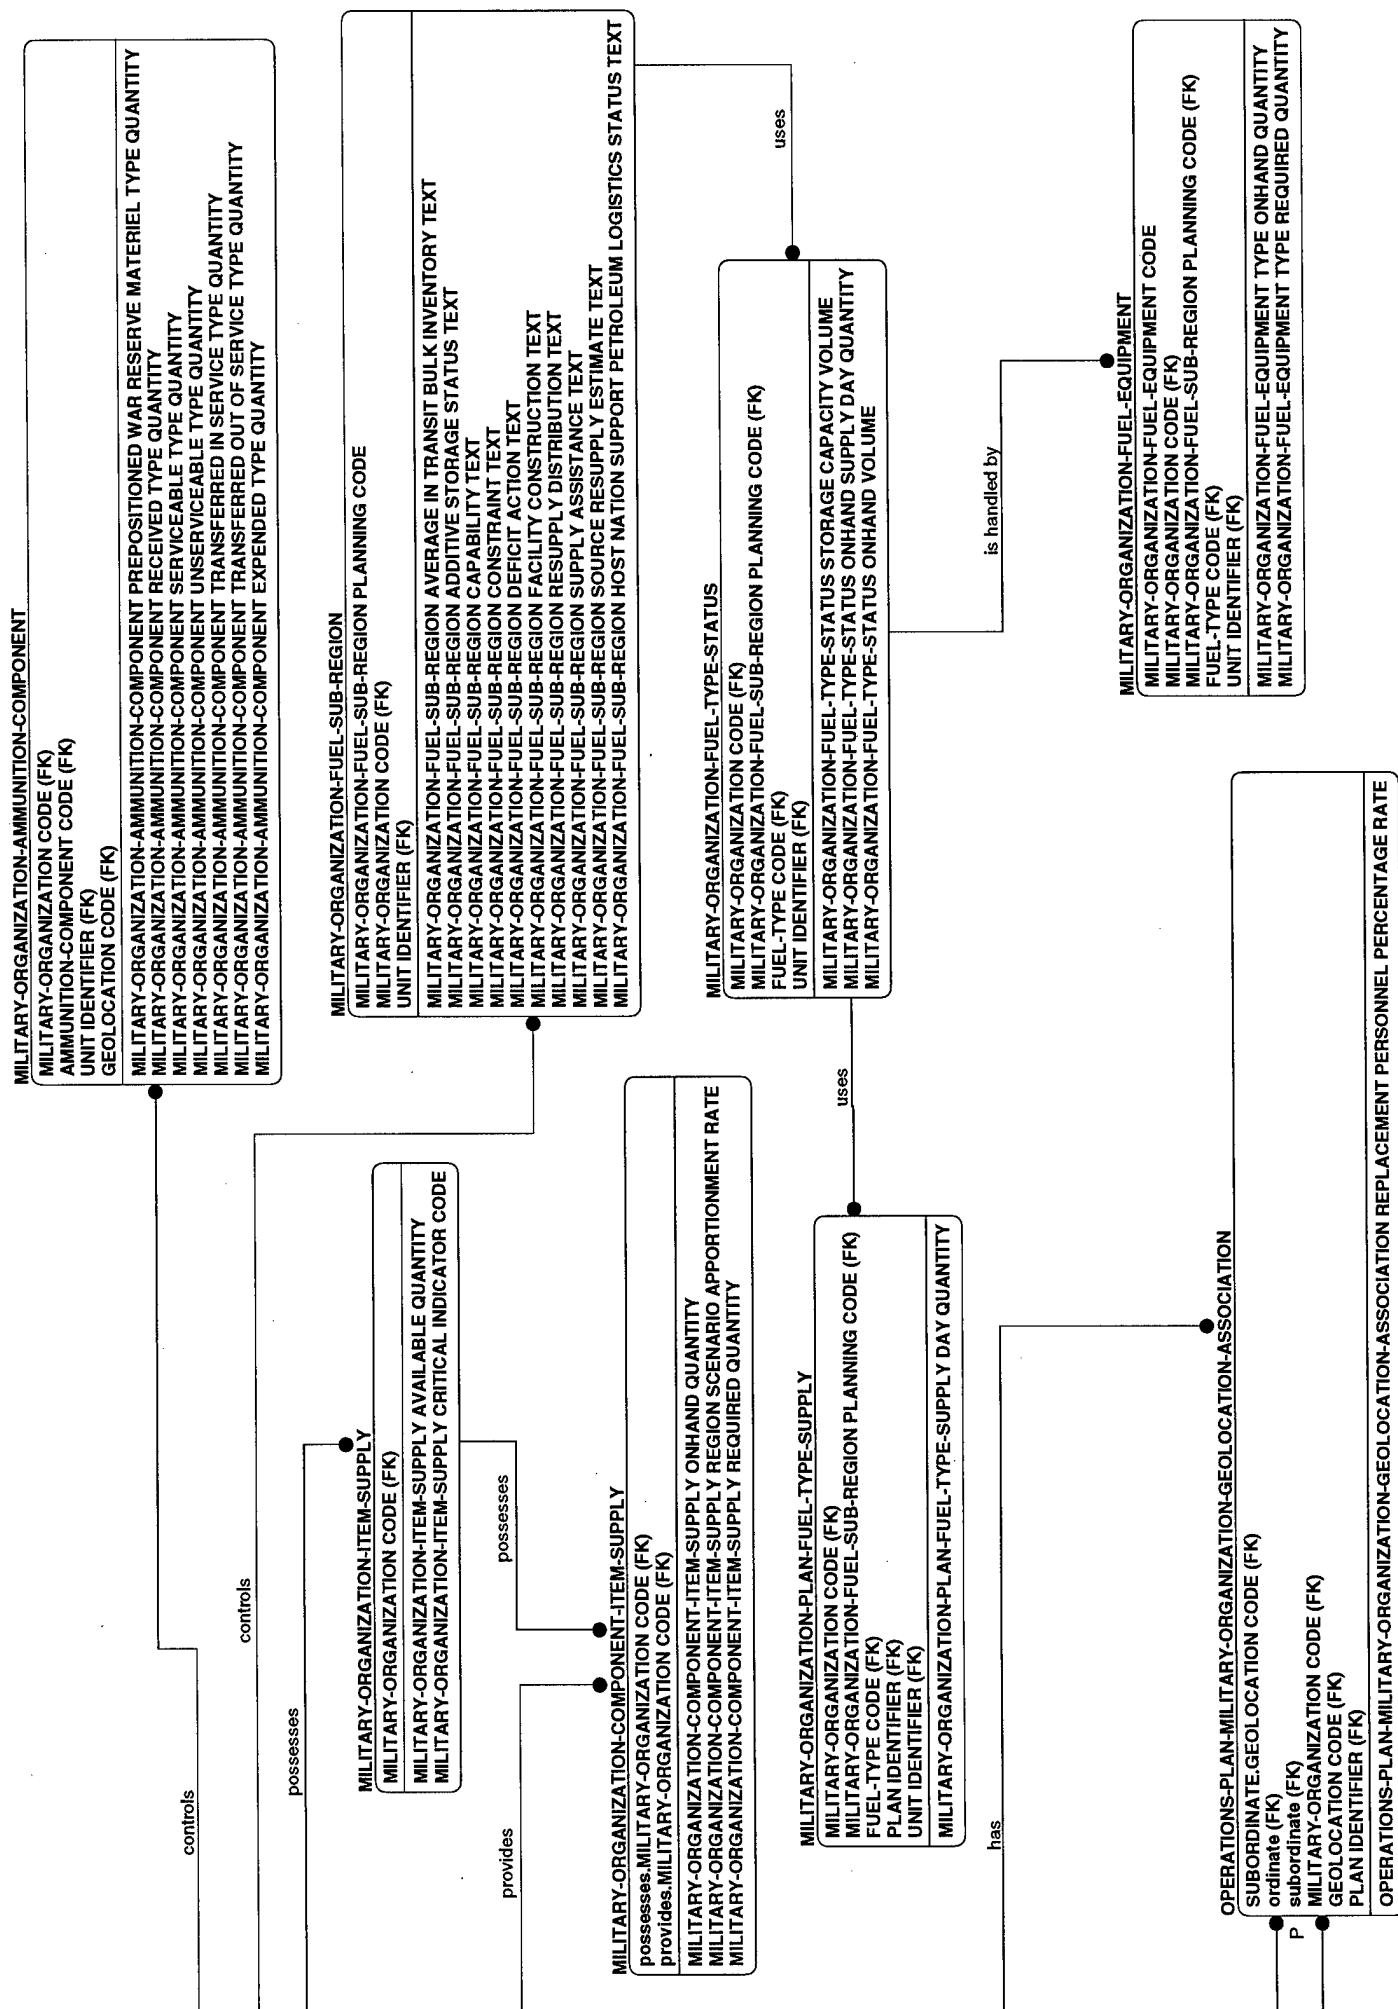 MILITARY-ORGANIZATION-AMMUNITION-COMPONENT
MILITARY-ORGANIZATION CODE (FK)
AMMUNITION-COMPONENT CODE (FK)
UNIT IDENTIFIER (FK)
GEOLOCATION CODE (FK)
MILITARY-ORGANIZATION-AMMUNITION-COMPONENT PREPOSITIONED WAR RESERVE MATERIEL TYPE QUANTITY
MILITARY-ORGANIZATION-AMMUNITION-COMPONENT RECEIVED TYPE QUANTITY
MILITARY-ORGANIZATION-AMMUNITION-COMPONENT SERVICEABLE TYPE QUANTITY
MILITARY-ORGANIZATION-AMMUNITION-COMPONENT UNSERVICEABLE TYPE QUANTITY
MILITARY-ORGANIZATION-AMMUNITION-COMPONENT TRANSFERRED IN SERVICE TYPE QUANTITY
MILITARY-ORGANIZATION-AMMUNITION-COMPONENT TRANSFERRED OUT OF SERVICE TYPE QUANTITY
MILITARY-ORGANIZATION-AMMUNITION-COMPONENT EXPENDED TYPE QUANTITY
controls
controls
MILITARY-ORGANIZATION-FUEL-SUB-REGION
MILITARY-ORGANIZATION-FUEL-SUB-REGION PLANNING CODE
MILITARY-ORGANIZATION CODE (FK)
UNIT IDENTIFIER (FK)
MILITARY-ORGANIZATION-FUEL-SUB-REGION AVERAGE IN TRANSIT BULK INVENTORY TEXT
MILITARY-ORGANIZATION-FUEL-SUB-REGION ADDITIVE STORAGE STATUS TEXT
MILITARY-ORGANIZATION-FUEL-SUB-REGION CAPABILITY TEXT
MILITARY-ORGANIZATION-FUEL-SUB-REGION CONSTRAINT TEXT
MILITARY-ORGANIZATION-FUEL-SUB-REGION DEFICIT ACTION TEXT
MILITARY-ORGANIZATION-FUEL-SUB-REGION FACILITY CONSTRUCTION TEXT
MILITARY-ORGANIZATION-FUEL-SUB-REGION RESUPPLY DISTRIBUTION TEXT
MILITARY-ORGANIZATION-FUEL-SUB-REGION SUPPLY ASSISTANCE TEXT
MILITARY-ORGANIZATION-FUEL-SUB-REGION SOURCE RESUPPLY ESTIMATE TEXT
MILITARY-ORGANIZATION-FUEL-SUB-REGION HOST NATION SUPPORT PETROLEUM LOGISTICS STATUS TEXT
possesses
MILITARY-ORGANIZATION-ITEM-SUPPLY
MILITARY-ORGANIZATION CODE (FK)
MILITARY-ORGANIZATION-ITEM-SUPPLY AVAILABLE QUANTITY
MILITARY-ORGANIZATION-ITEM-SUPPLY CRITICAL INDICATOR CODE
possesses
provides
MILITARY-ORGANIZATION-COMPONENT-ITEM-SUPPLY
possesses.MILITARY-ORGANIZATION CODE (FK)
provides.MILITARY-ORGANIZATION CODE (FK)
MILITARY-ORGANIZATION-COMPONENT-ITEM-SUPPLY ONHAND QUANTITY
MILITARY-ORGANIZATION-COMPONENT-ITEM-SUPPLY REGION SCENARIO APPORTIONMENT RATE
MILITARY-ORGANIZATION-COMPONENT-ITEM-SUPPLY REQUIRED QUANTITY
uses
MILITARY-ORGANIZATION-FUEL-TYPE-STATUS
MILITARY-ORGANIZATION CODE (FK)
MILITARY-ORGANIZATION-FUEL-SUB-REGION PLANNING CODE (FK)
FUEL-TYPE CODE (FK)
UNIT IDENTIFIER (FK)
MILITARY-ORGANIZATION-FUEL-TYPE-STATUS STORAGE CAPACITY VOLUME
MILITARY-ORGANIZATION-FUEL-TYPE-STATUS ONHAND SUPPLY DAY QUANTITY
MILITARY-ORGANIZATION-FUEL-TYPE-STATUS ONHAND VOLUME
uses
MILITARY-ORGANIZATION-PLAN-FUEL-TYPE-SUPPLY
MILITARY-ORGANIZATION CODE (FK)
MILITARY-ORGANIZATION-FUEL-SUB-REGION PLANNING CODE (FK)
FUEL-TYPE CODE (FK)
PLAN IDENTIFIER (FK)
UNIT IDENTIFIER (FK)
MILITARY-ORGANIZATION-PLAN-FUEL-TYPE-SUPPLY DAY QUANTITY
is handled by
MILITARY-ORGANIZATION-FUEL-EQUIPMENT
MILITARY-ORGANIZATION-FUEL-EQUIPMENT CODE
MILITARY-ORGANIZATION CODE (FK)
MILITARY-ORGANIZATION-FUEL-SUB-REGION PLANNING CODE (FK)
FUEL-TYPE CODE (FK)
UNIT IDENTIFIER (FK)
MILITARY-ORGANIZATION-FUEL-EQUIPMENT TYPE ONHAND QUANTITY
MILITARY-ORGANIZATION-FUEL-EQUIPMENT TYPE REQUIRED QUANTITY
has
OPERATIONS-PLAN-MILITARY-ORGANIZATION-GEOLOCATION-ASSOCIATION
SUBORDINATE.GEOLOCATION CODE (FK)
ordinate (FK)
P
subordinate (FK)
MILITARY-ORGANIZATION CODE (FK)
GEOLOCATION CODE (FK)
PLAN IDENTIFIER (FK)
OPERATIONS-PLAN-MILITARY-ORGANIZATION-GEOLOCATION-ASSOCIATION REPLACEMENT PERSONNEL PERCENTAGE RATE